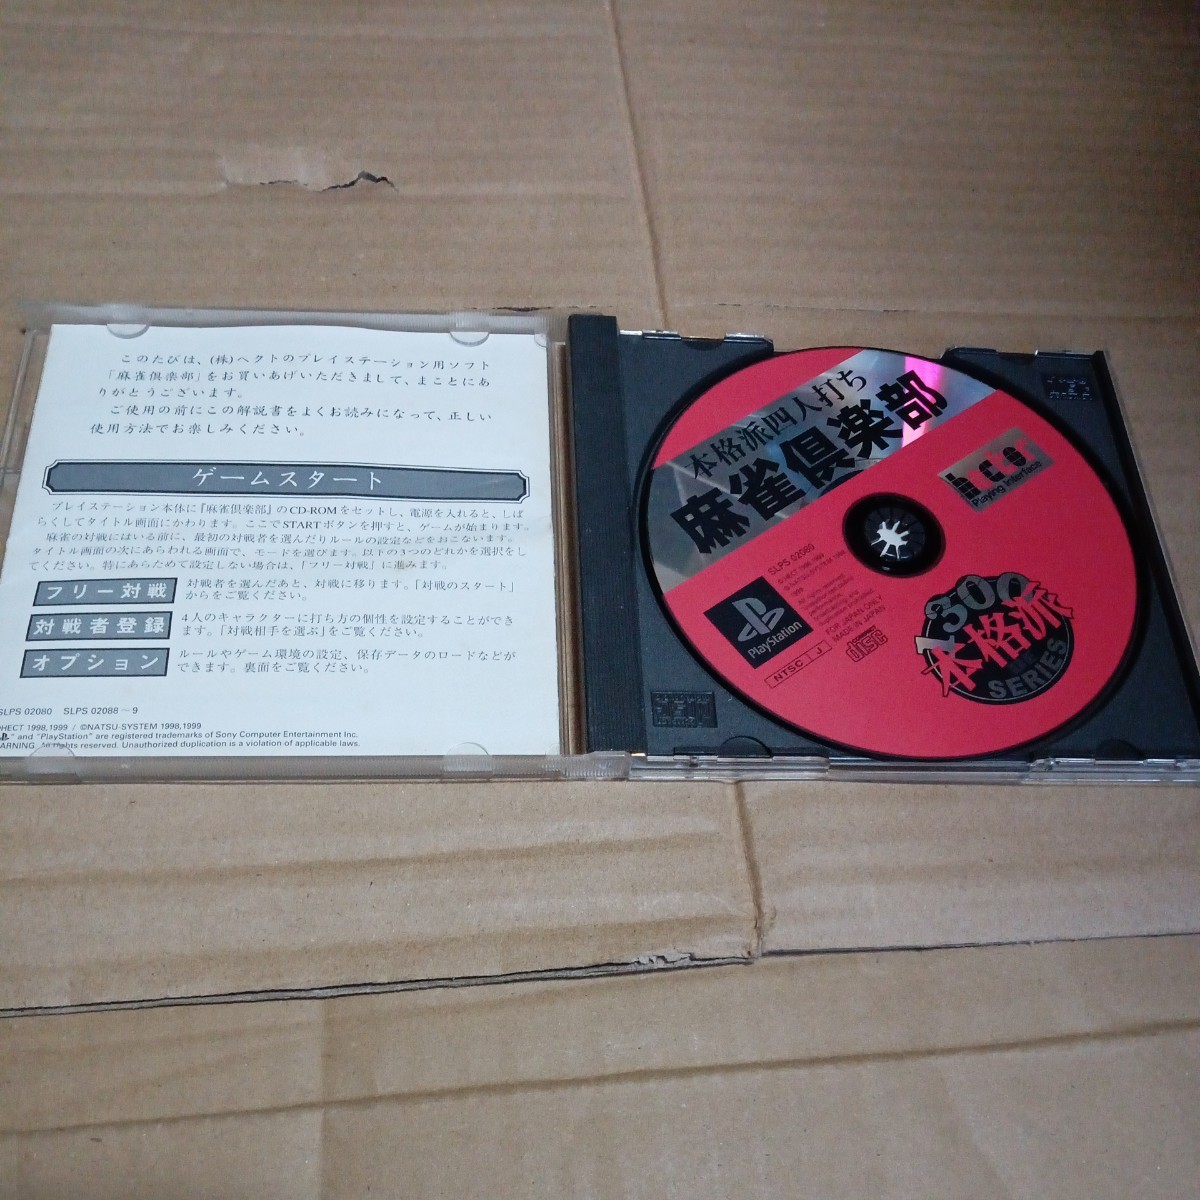 このたびは、(株)ヘクトのプレイステーション用ソフト
「麻雀倶楽部」をお買いあげいただきまして、まことにあ
りがとうございます。
ご使用の前にこの解説書をよくお読みになって、正しい
使用方法でお楽しみください。
ゲームスタート
プレイステーション本体に『麻雀倶楽部』のCD-ROMをセットし、電源を入れると、しば
らくしてタイトル画面にかわります。ここでSTARTボタンを押すと、ゲームが始まります。
麻雀の対戦にはいる前に、最初の対戦者を選んだりルールの設定などをおこないます。
タイトル画面の次にあらわれる画面で、モードを選びます。以下の3つのどれかを選択をし
てください。特にあらためて設定しない場合は、「フリー対戦」に進みます。
フリー対戦
対戦者を選んだあと、対戦に移ります。「対戦のスタート」
からをご覧ください。
対戦者登録
4人のキャラクターに打ち方の個性を設定することができ
ます。「対戦相手を選ぶ」をご覧ください。
オプション
ルールやゲーム環境の設定、保存データのロードなどが
できます。裏面をご覧ください。
SLPS 02080 SLPS 02088〜9
©HECT 1998,1999 / ©NATSU-SYSTEM 1998,1999
" and "PlayStation" are registered trademarks of Sony Computer Entertainment Inc.
WARNING. All rights reserved. Unauthorized duplication is a violation of applicable laws.
本格派四人打ち
麻雀倶楽部
HECT
Playing Interface
SLPS 02080
©HECT 1998,1999
©NATSU-SYSTEM 1998,
1999
All rights reserved.
FOR JAPAN ONLY
MADE IN JAPAN
PlayStation
NTSC J
disc
1300
本格派
SERIES